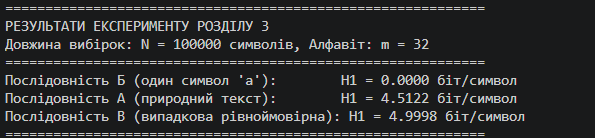 ============================================================
РЕЗУЛЬТАТИ ЕКСПЕРИМЕНТУ РОЗДІЛУ 3
Довжина вибірок: N = 100000 символів, Алфавіт: m = 32
============================================================
Послідовність Б (один символ 'а'):        H1 = 0.0000 біт/символ
Послідовність А (природний текст):        H1 = 4.5122 біт/символ
Послідовність В (випадкова рівноймовірна): H1 = 4.9998 біт/символ
============================================================